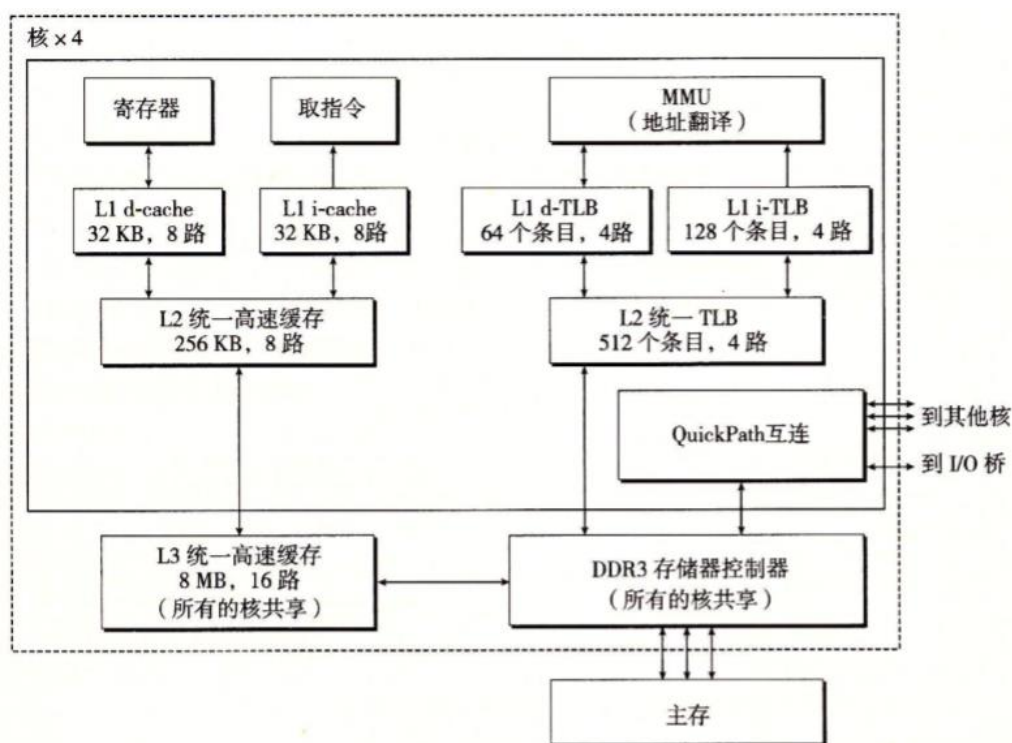 核 × 4
寄存器
取指令
MMU
（地址翻译）
L1 d-cache
32 KB，8 路
L1 i-cache
32 KB，8路
L1 d-TLB
64 个条目，4路
L1 i-TLB
128 个条目，4 路
L2 统一高速缓存
256 KB，8 路
L2 统一 TLB
512 个条目，4 路
QuickPath互连
到其他核
到 I/O 桥
L3 统一高速缓存
8 MB，16 路
（所有的核共享）
DDR3 存储器控制器
（所有的核共享）
主存